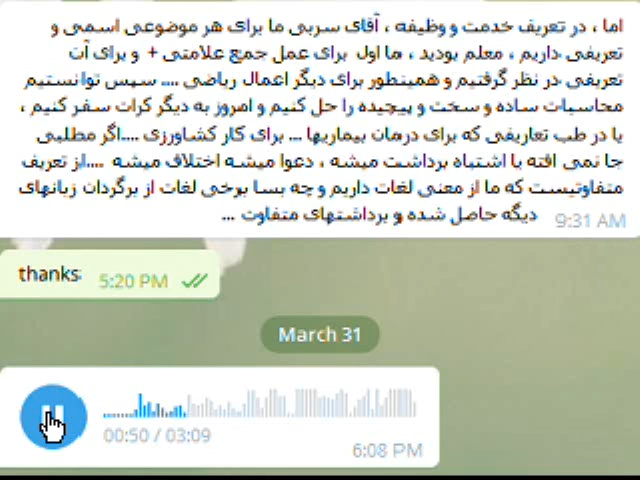 اما ، در تعریف خدمت و وظیفه ، آقای سربی ما برای هر موضوعی اسمی و
تعریفی داریم ، معلم بودید ، ما اول برای عمل جمع علامتی + و برای آن
تعریفی در نظر گرفتیم و همینطور برای دیگر اعمال ریاضی .... سپس توانستیم
محاسبات ساده و سخت و پیچیده را حل کنیم و امروز به دیگر کرات سفر کنیم ،
یا در طب تعاریفی که برای درمان بیماریها ... برای کار کشاورزی ....اگر مطلبی
جا نمی افته یا اشتباه برداشت میشه ، دعوا میشه اختلاف میشه ....از تعریف
متفاوتیست که ما از معنی لغات داریم و چه بسا برخی لغات از برگردان زبانهای
دیگه حاصل شده و برداشتهای متفاوت ...
9:31 AM
thanks
5:20 PM
March 31
00:50 / 03:09
6:08 PM